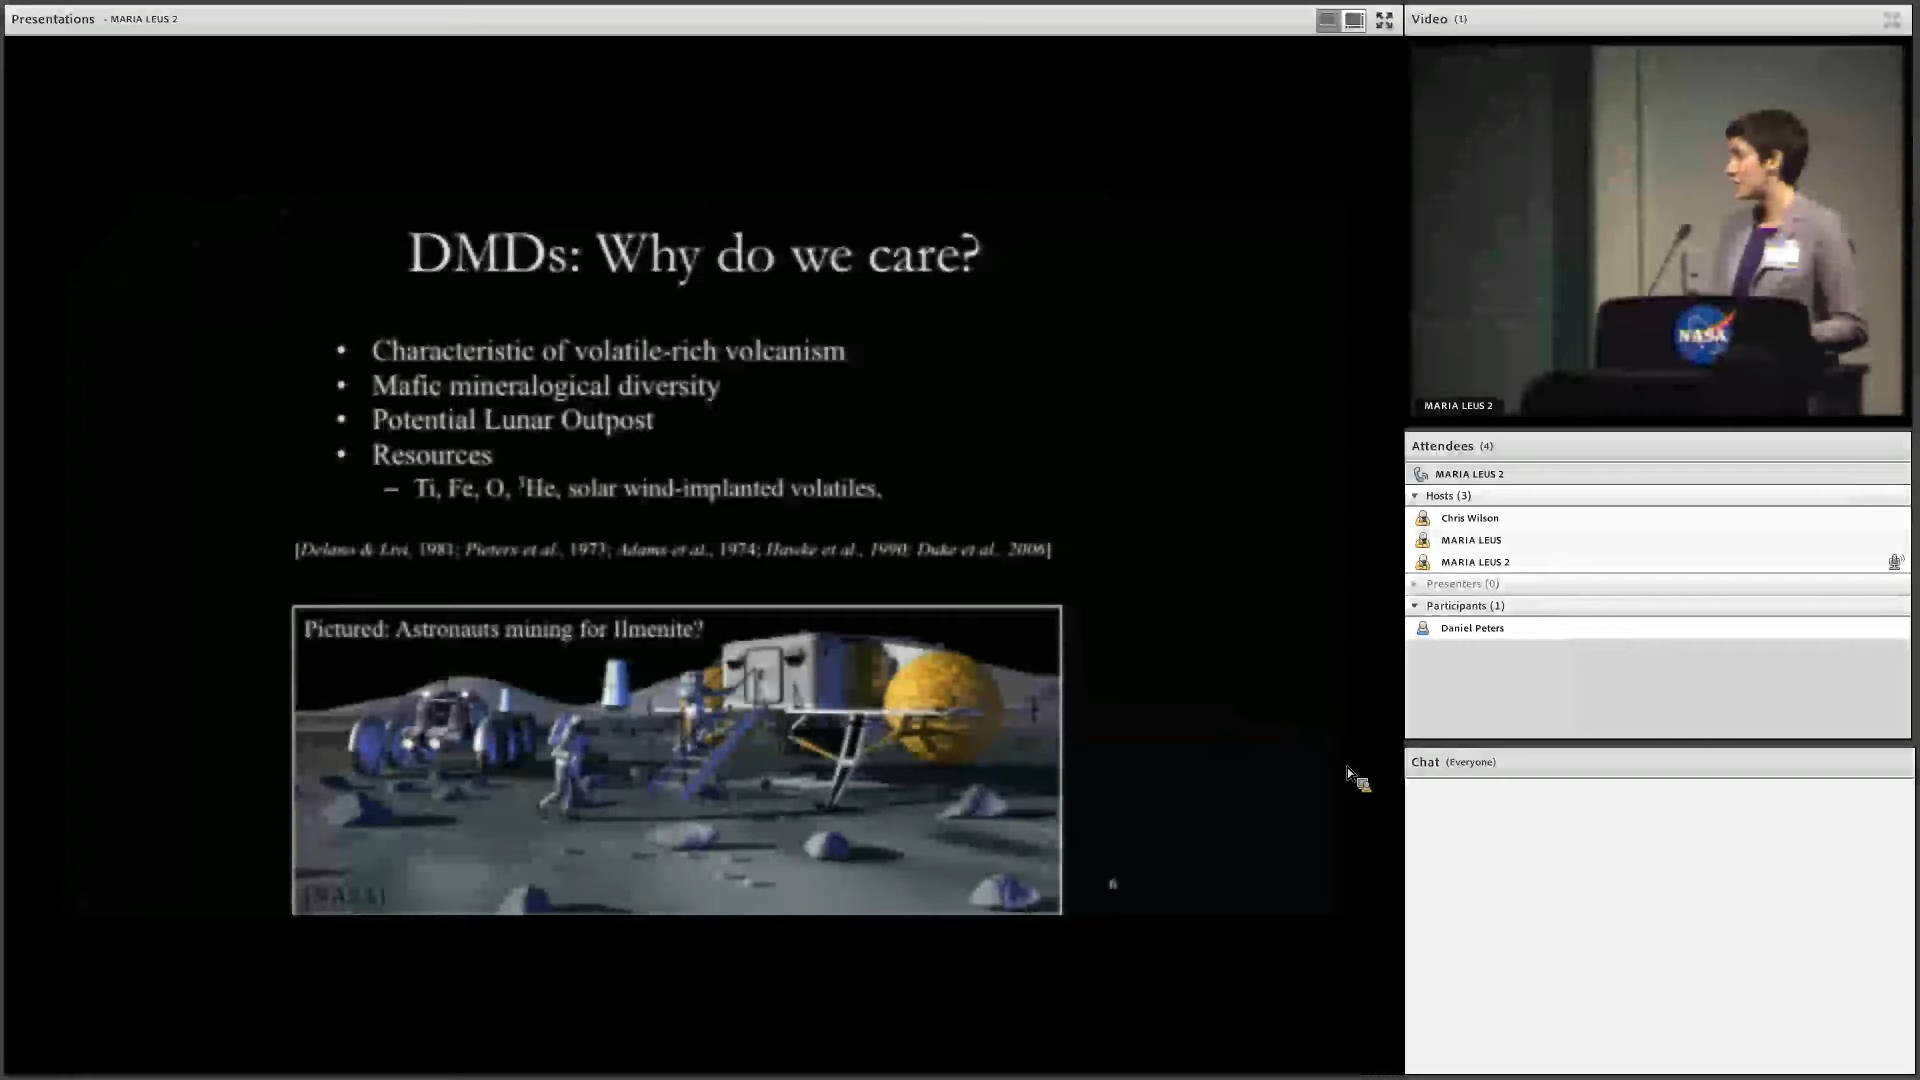 Presentations - MARIA LEUS 2
DMDs: Why do we care?
• Characteristic of volatile-rich volcanism
• Mafic mineralogical diversity
• Potential Lunar Outpost
• Resources
– Ti, Fe, O, ³He, solar wind-implanted volatiles,
[Delano & Livi, 1981; Pieters et al., 1973; Adams et al., 1974; Hawke et al., 1990; Duke et al., 2006]
Pictured: Astronauts mining for Ilmenite?
[NASA]
6
Video (1)
NASA
MARIA LEUS 2
Attendees (4)
MARIA LEUS 2
Hosts (3)
Chris Wilson
MARIA LEUS
MARIA LEUS 2
Presenters (0)
Participants (1)
Daniel Peters
Chat (Everyone)